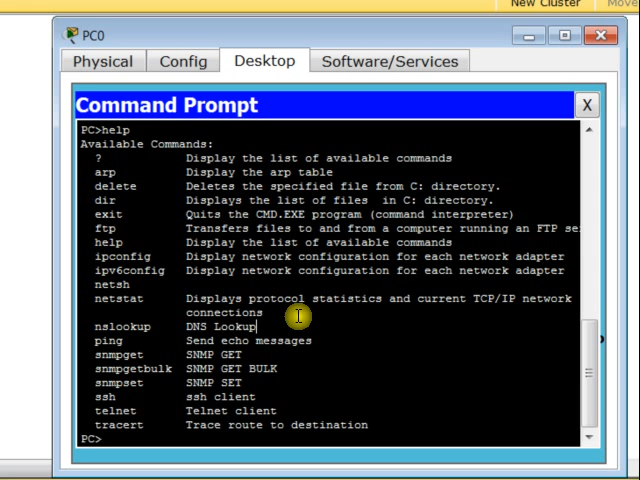 New Cluster Move
PC0
Physical Config Desktop Software/Services
Command Prompt X
PC>help
Available Commands:
? Display the list of available commands
arp Display the arp table
delete Deletes the specified file from C: directory.
dir Displays the list of files in C: directory.
exit Quits the CMD.EXE program (command interpreter)
ftp Transfers files to and from a computer running an FTP se
help Display the list of available commands
ipconfig Display network configuration for each network adapter
ipv6config Display network configuration for each network adapter
netsh
netstat Displays protocol statistics and current TCP/IP network
connections
nslookup DNS Lookup
ping Send echo messages
snmpget SNMP GET
snmpgetbulk SNMP GET BULK
snmpset SNMP SET
ssh ssh client
telnet Telnet client
tracert Trace route to destination
PC>